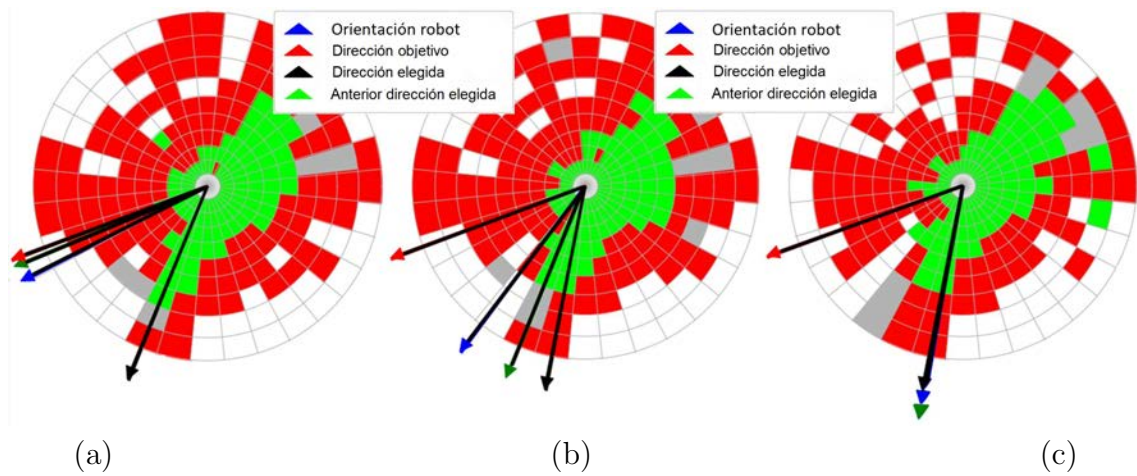 Orientación robot
Dirección objetivo
Dirección elegida
Anterior dirección elegida
Orientación robot
Dirección objetivo
Dirección elegida
Anterior dirección elegida
(a)
(b)
(c)